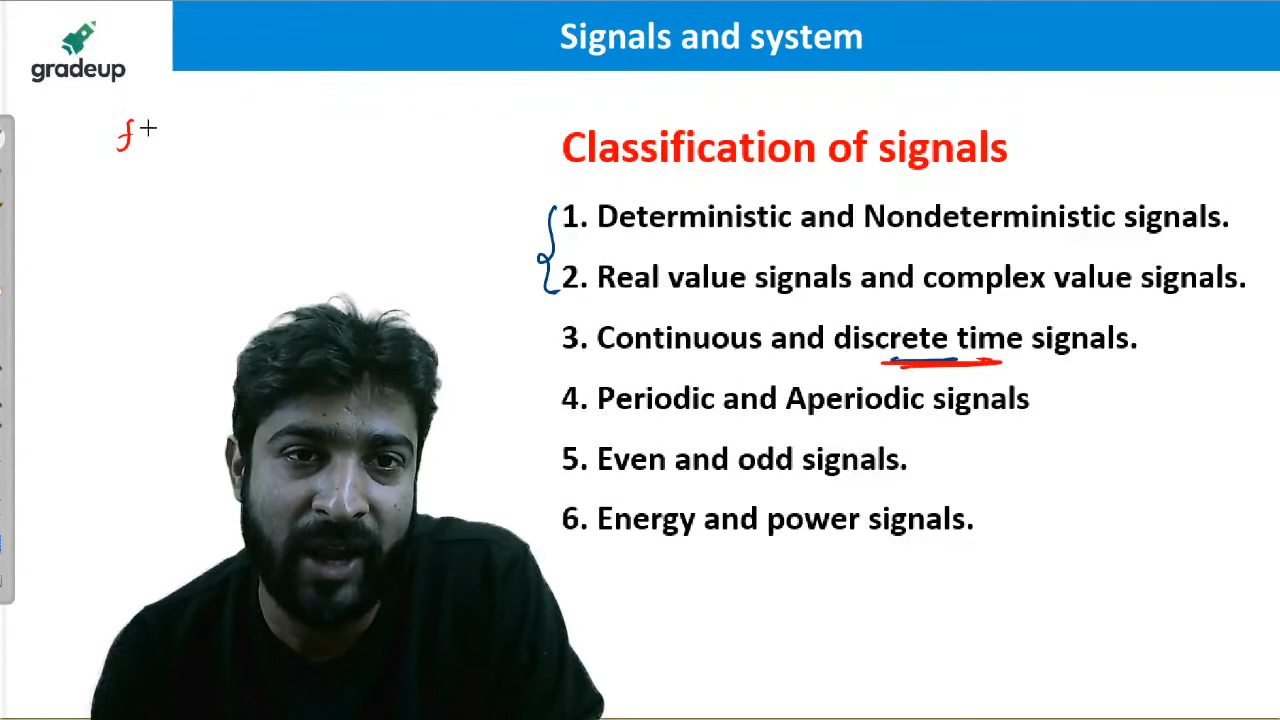 gradeup
Signals and system
f
Classification of signals
1. Deterministic and Nondeterministic signals.
2. Real value signals and complex value signals.
3. Continuous and discrete time signals.
4. Periodic and Aperiodic signals
5. Even and odd signals.
6. Energy and power signals.